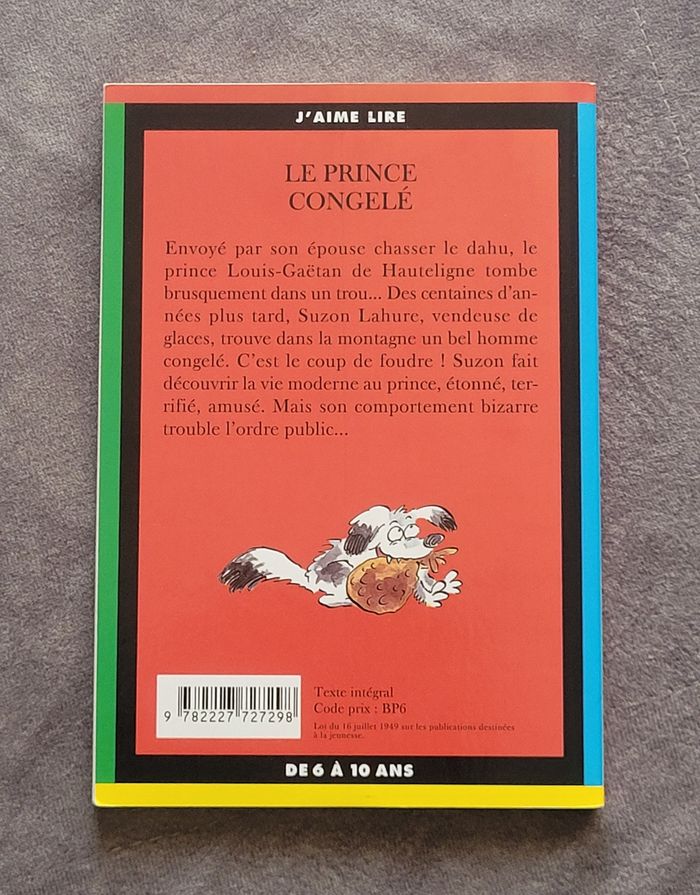 J'AIME LIRE
LE PRINCE
CONGELÉ
Envoyé par son épouse chasser le dahu, le
prince Louis-Gaëtan de Hauteligne tombe
brusquement dans un trou... Des centaines d'an-
nées plus tard, Suzon Lahure, vendeuse de
glaces, trouve dans la montagne un bel homme
congelé. C'est le coup de foudre ! Suzon fait
découvrir la vie moderne au prince, étonné, ter-
rifié, amusé. Mais son comportement bizarre
trouble l'ordre public...
9 782227 727298
Texte intégral
Code prix : BP6
Loi du 16 juillet 1949 sur les publications destinées
à la jeunesse.
DE 6 À 10 ANS